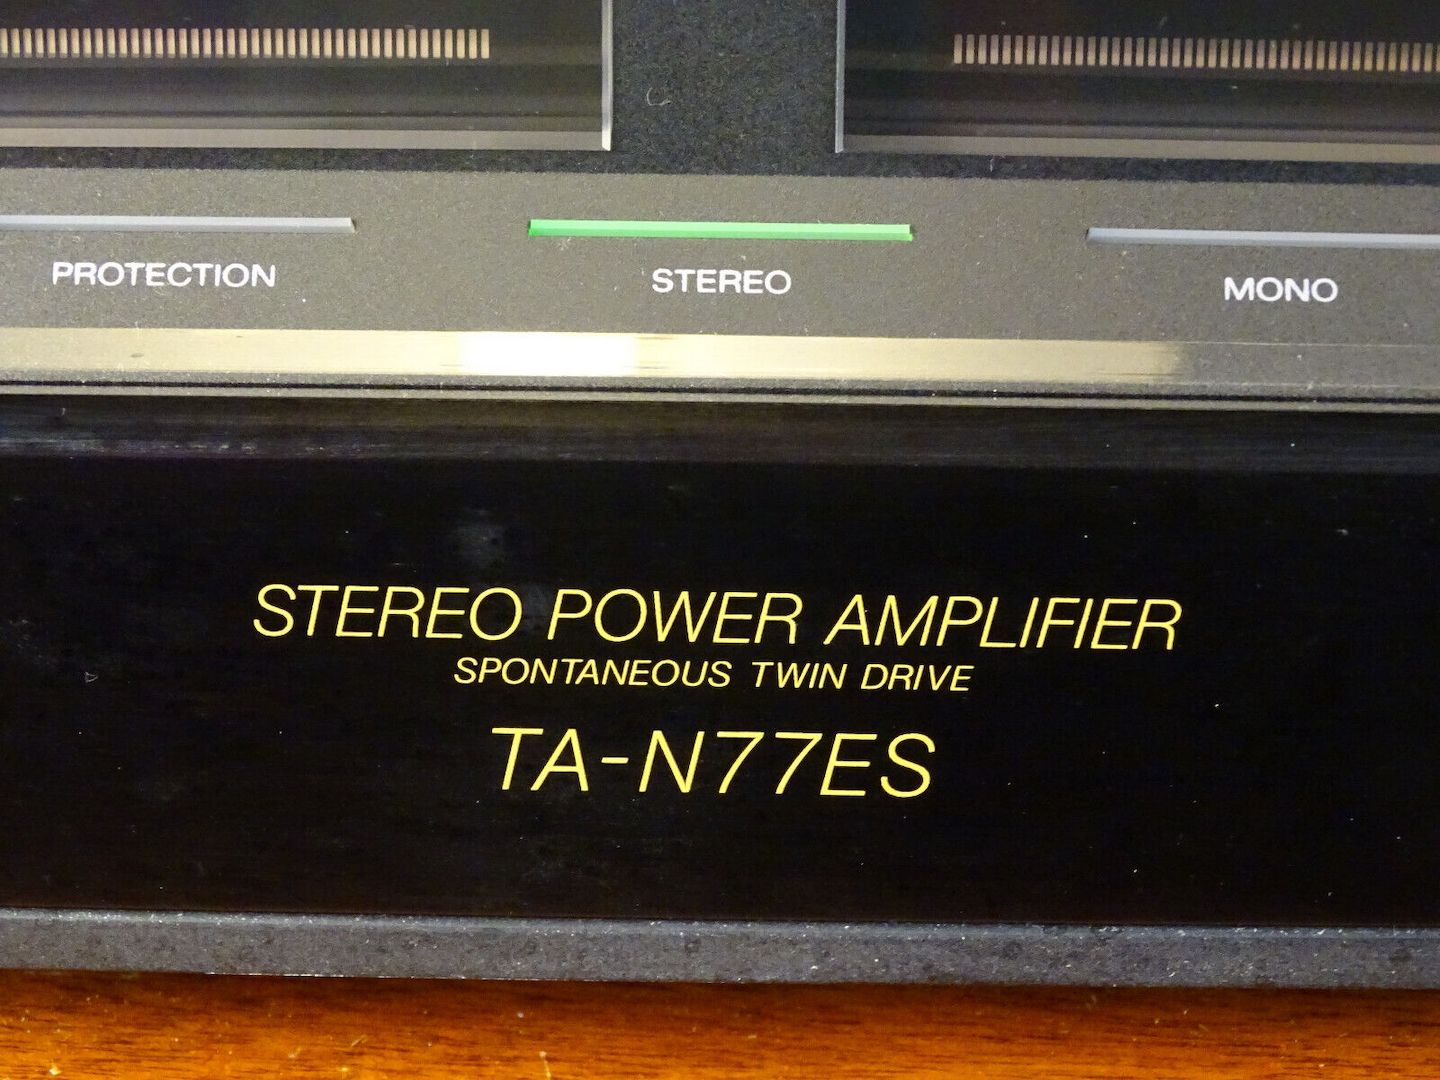 PROTECTION STEREO MONO
STEREO POWER AMPLIFIER
SPONTANEOUS TWIN DRIVE
TA-N77ES